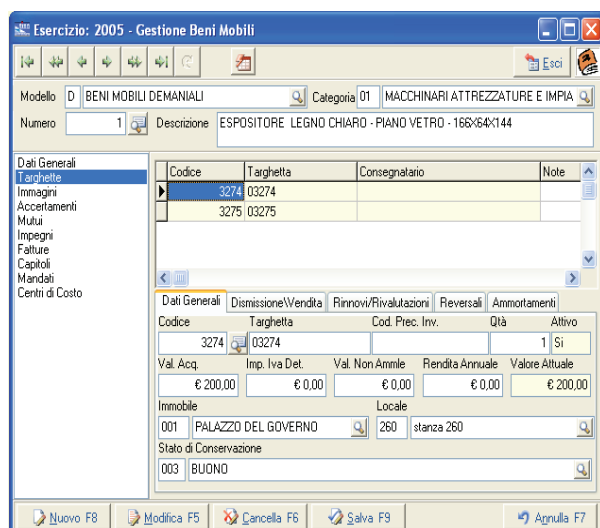 Esercizio: 2005 - Gestione Beni Mobili
Esci
Modello D BENI MOBILI DEMANIALI Categoria 01 MACCHINARI ATTREZZATURE E IMPIA
Numero 1 Descrizione ESPOSITORE LEGNO CHIARO - PIANO VETRO - 166X64X144
Dati Generali
Targhette
Immagini
Accertamenti
Mutui
Impegni
Fatture
Capitoli
Mandati
Centri di Costo
Codice Targhetta Consegnatario Note
3274 03274
3275 03275
Dati Generali Dismissione\Vendita Rinnovi/Rivalutazioni Reversali Ammortamenti
Codice Targhetta Cod. Prec. Inv. Qtà Attivo
3274 03274 1 Si
Val. Acq. Imp. Iva Det. Val. Non Ammle Rendita Annuale Valore Attuale
€ 200,00 € 0,00 € 0,00 € 0,00 € 200,00
Immobile Locale
001 PALAZZO DEL GOVERNO 260 stanza 260
Stato di Conservazione
003 BUONO
Nuovo F8 Modifica F5 Cancella F6 Salva F9 Annulla F7